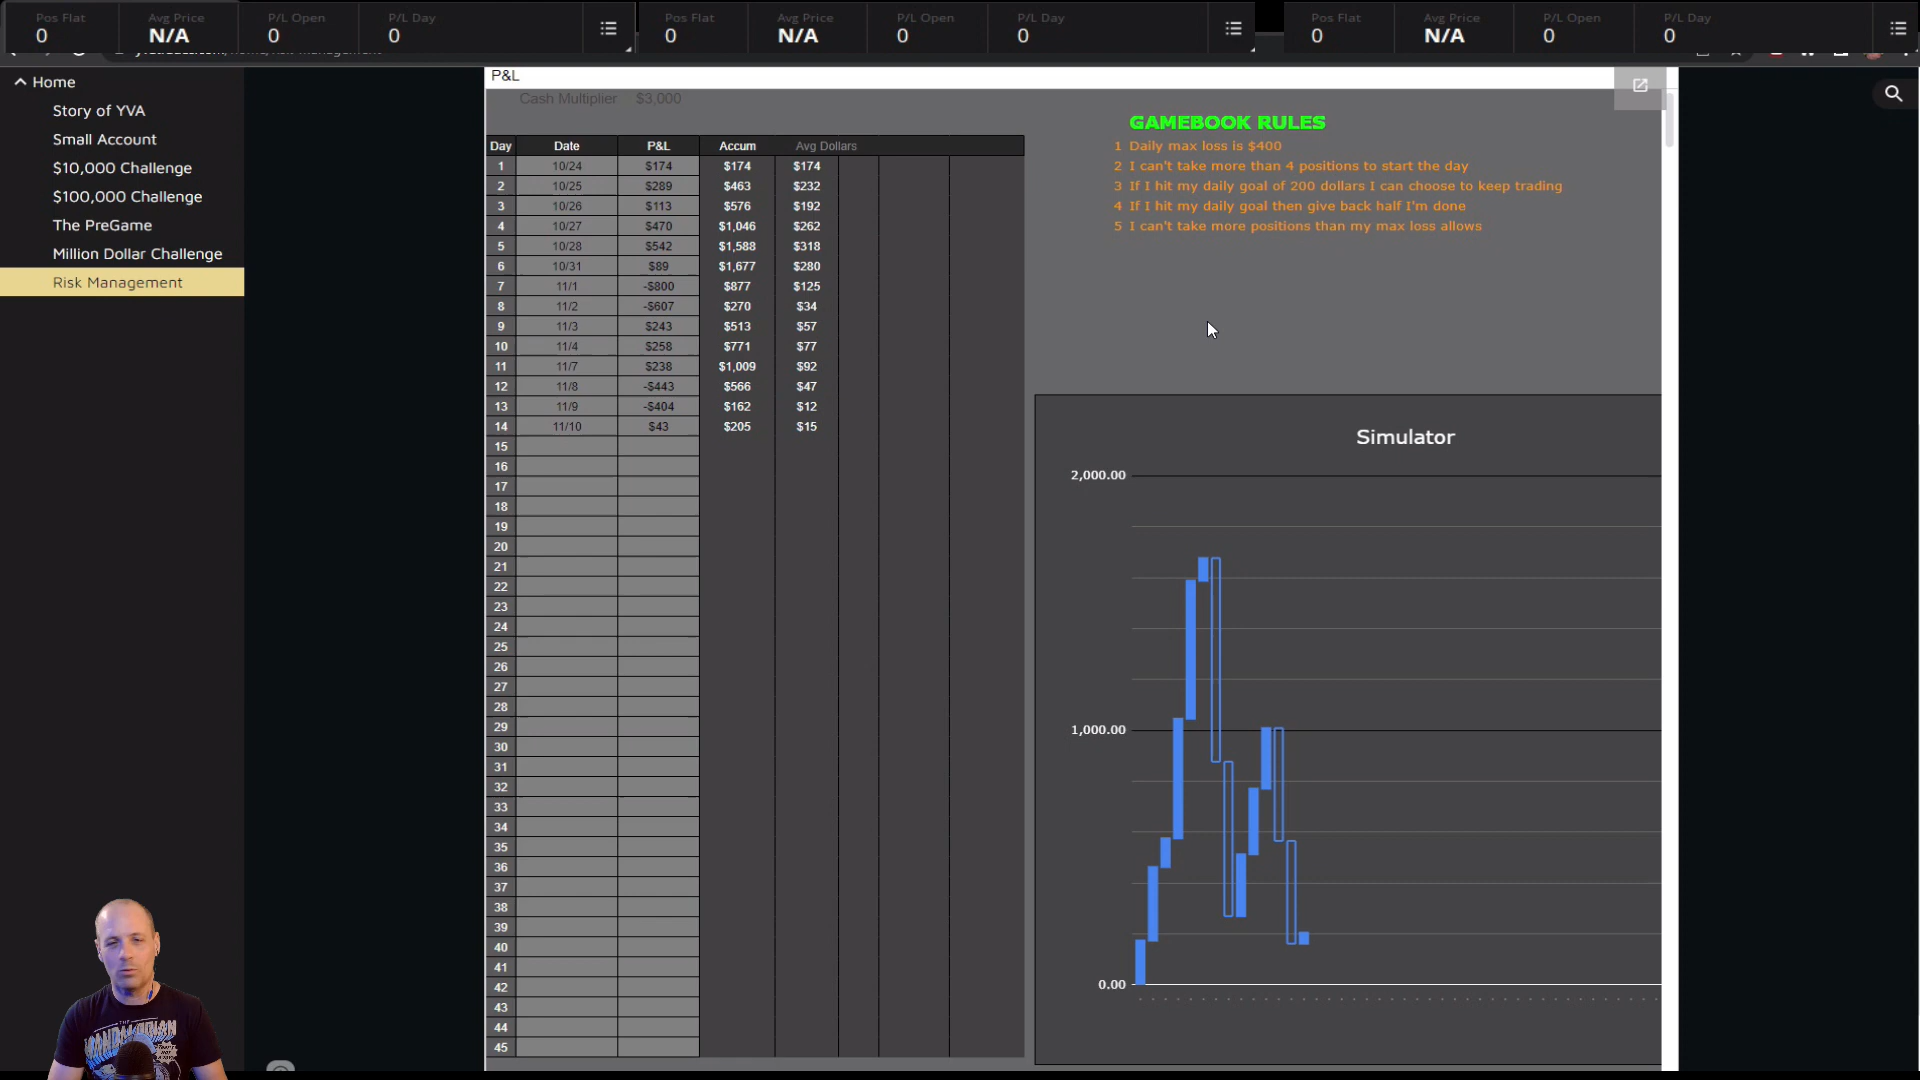 Pos Flat Avg Price P/L Open P/L Day Pos Flat Avg Price P/L Open P/L Day Pos Flat Avg Price P/L Open P/L Day
0 N/A 0 0 0 N/A 0 0 0 N/A 0 0
Home
Story of YVA
Small Account
$10,000 Challenge
$100,000 Challenge
The PreGame
Million Dollar Challenge
Risk Management
P&L
Cash Multiplier $3,000
Day Date P&L Accum Avg Dollars
1 10/24 $174 $174 $174
2 10/25 $289 $463 $232
3 10/26 $113 $576 $192
4 10/27 $470 $1,046 $262
5 10/28 $542 $1,588 $318
6 10/31 $89 $1,677 $280
7 11/1 -$800 $877 $125
8 11/2 -$607 $270 $34
9 11/3 $243 $513 $57
10 11/4 $258 $771 $77
11 11/7 $238 $1,009 $92
12 11/8 -$443 $566 $47
13 11/9 -$404 $162 $12
14 11/10 $43 $205 $15
15
16
17
18
19
20
21
22
23
24
25
26
27
28
29
30
31
32
33
34
35
36
37
38
39
40
41
42
43
44
45
GAMEBOOK RULES
1 Daily max loss is $400
2 I can't take more than 4 positions to start the day
3 If I hit my daily goal of 200 dollars I can choose to keep trading
4 If I hit my daily goal then give back half I'm done
5 I can't take more positions than my max loss allows
Simulator
2,000.00
1,000.00
0.00
THE
MANDALORIAN